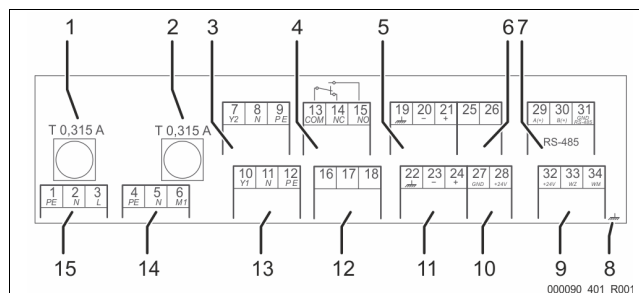 1 2 3 4 5 6 7
T 0,315 A T 0,315 A
7 8 9 13 14 15 19 20 21 25 26 29 30 31
Y2 N PE COM NC NO − + A(+) B(+) GND RS-485
RS-485
1 2 3 4 5 6 10 11 12 16 17 18 22 23 24 27 28 32 33 34
PE N L PE N M1 Y1 N PE − + GND +24V +24V WZ WM
15 14 13 12 11 10 9 8
000090_401_R001